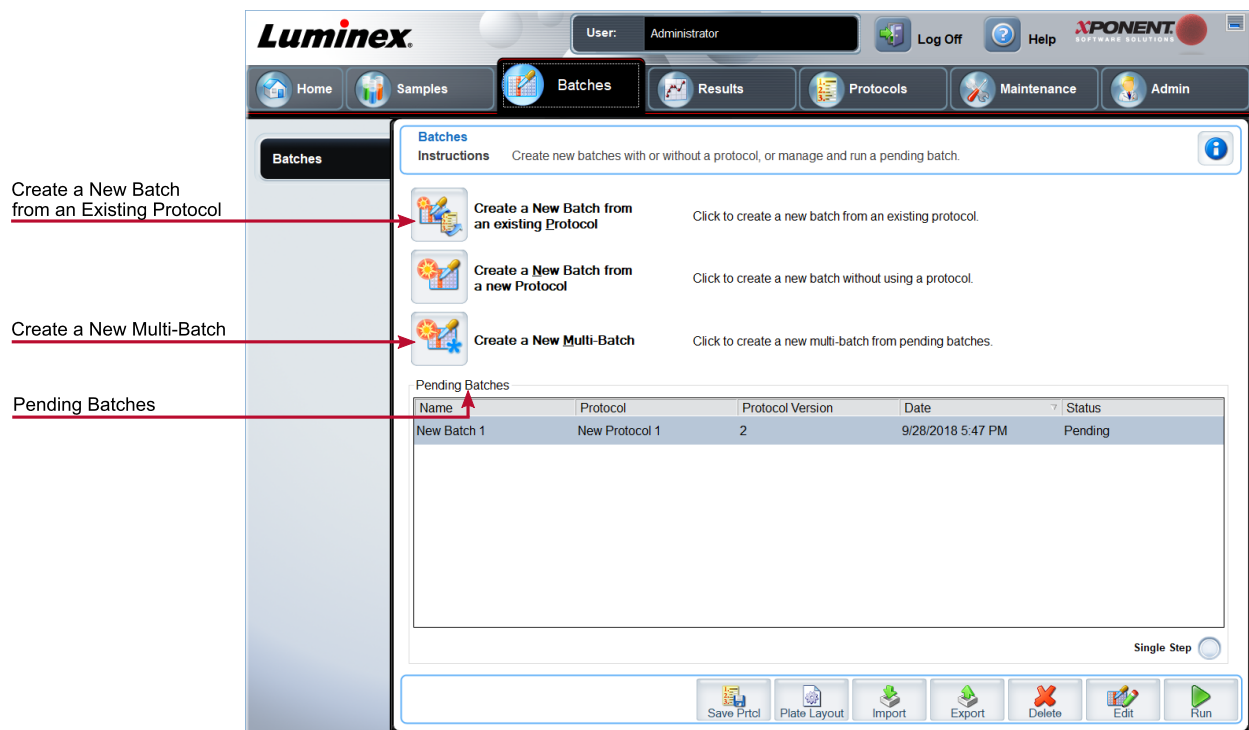 Luminex.
User: Administrator
Log Off
Help
XPONENT.
SOFTWARE SOLUTIONS
Home
Samples
Batches
Results
Protocols
Maintenance
Admin
Batches
Batches
Instructions Create new batches with or without a protocol, or manage and run a pending batch.
Create a New Batch
from an Existing Protocol
Create a New Batch from
an existing Protocol
Click to create a new batch from an existing protocol.
Create a New Batch from
a new Protocol
Click to create a new batch without using a protocol.
Create a New Multi-Batch
Create a New Multi-Batch
Click to create a new multi-batch from pending batches.
Pending Batches
Pending Batches
Name Protocol Protocol Version Date Status
New Batch 1 New Protocol 1 2 9/28/2018 5:47 PM Pending
Single Step
Save Prtcl
Plate Layout
Import
Export
Delete
Edit
Run